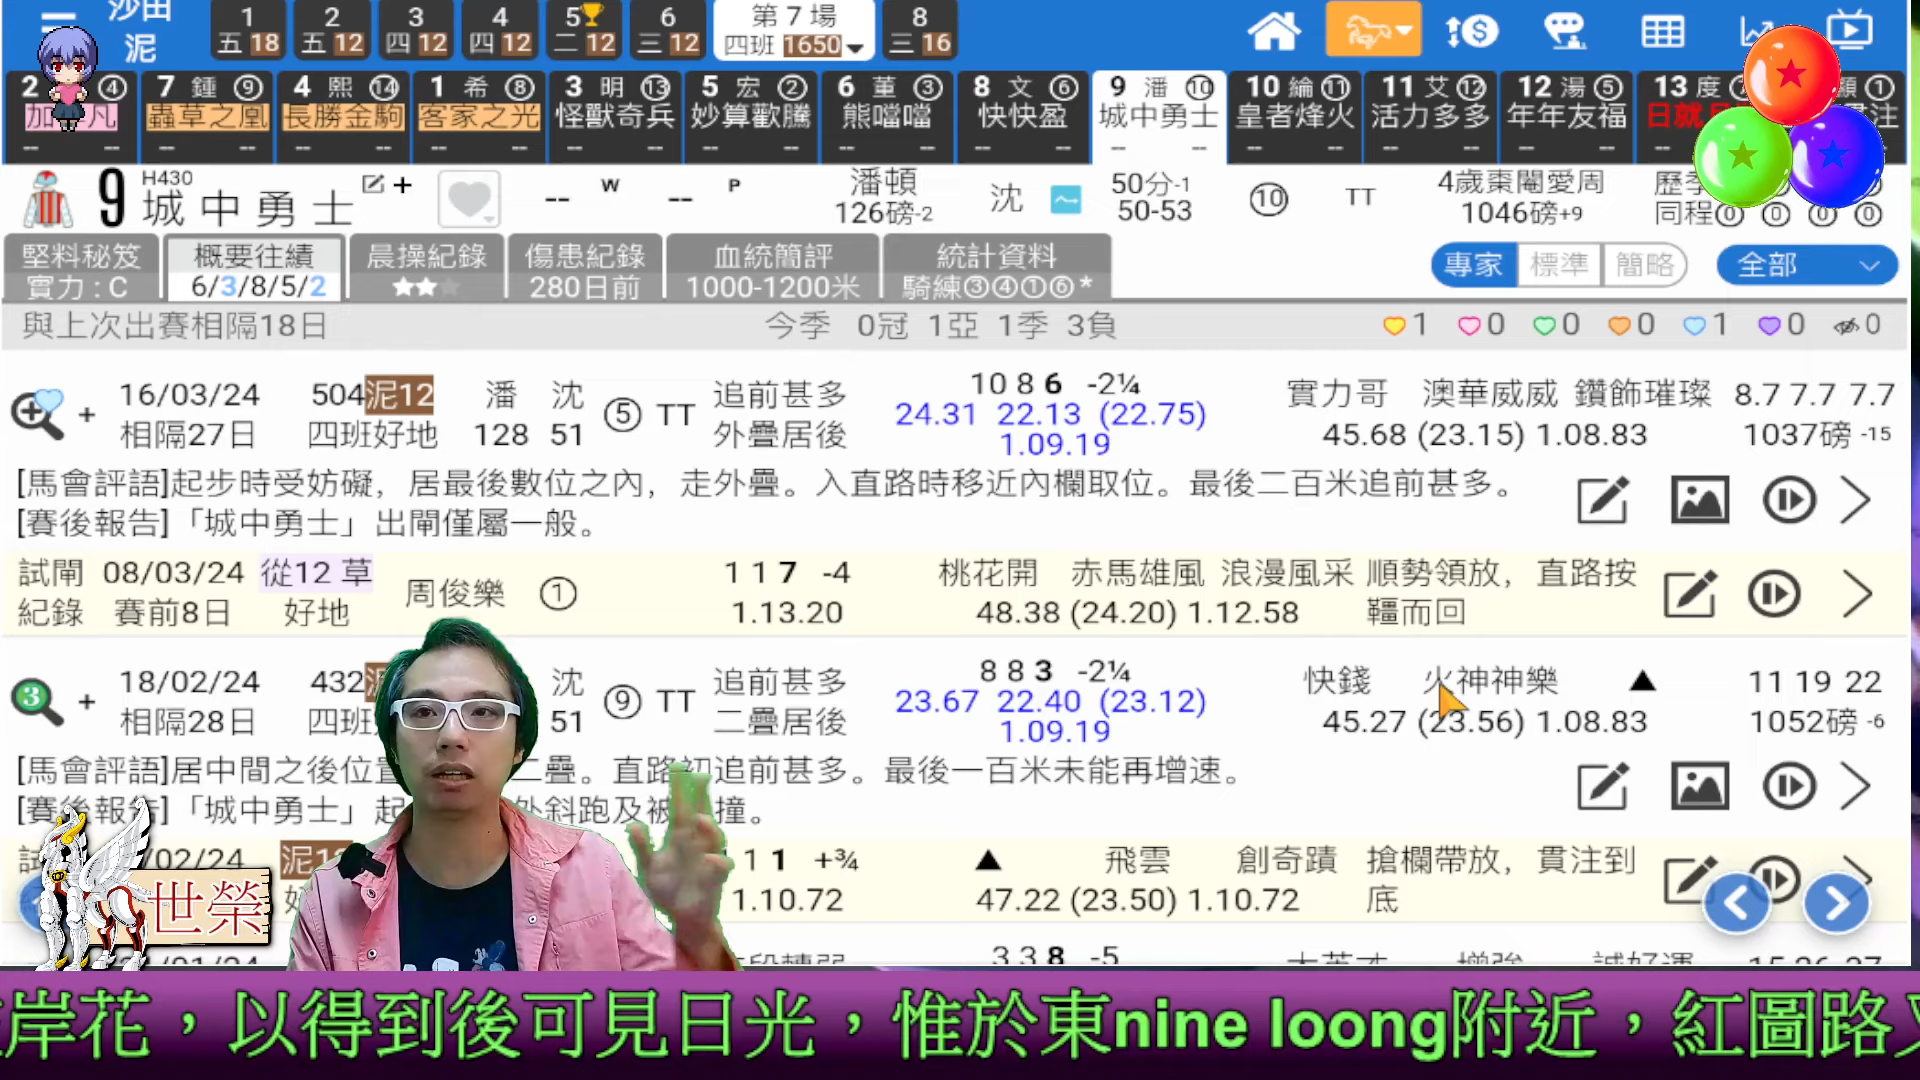 沙田
泥
1
五 18
2
五 12
3
四 12
4
四 12
5
二 12
6
三 12
第 7 場
四班 1650
8
三 16
2 ④
7 鍾 ⑨
蟲草之凰
4 熙 ⑭
長勝金駒
1 希 ⑧
客家之光
3 明 ⑬
怪獸奇兵
5 宏 ②
妙算歡騰
6 董 ③
熊噹噹
8 文 ⑥
快快盈
9 潘 ⑩
城中勇士
10 綸 ⑪
皇者烽火
11 艾 ⑫
活力多多
12 湯 ⑤
年年友福
13 度
①
-- --
9
H430
城中勇士
+
-- W -- P
潘頓
126磅-2
沈
50分-1
50-53
⑩
TT
4歲棗閹愛周
1046磅+9
同程⓪ ⓪ ⓪ ⓪
堅料秘笈
實力 : C
概要往績
6/3/8/5/2
晨操紀錄
★★★
傷患紀錄
280日前
血統簡評
1000-1200米
統計資料
騎練③④①⑥*
專家 標準 簡略
全部
與上次出賽相隔18日
今季 0冠 1亞 1季 3負
1 0 0 0 1 0 0
+
16/03/24
相隔27日
504泥12
四班好地
潘
128
沈
51
⑤ TT
追前甚多
外疊居後
10 8 6 -2¼
24.31 22.13 (22.75)
1.09.19
實力哥 澳華威威 鑽飾璀璨 8.7 7.7 7.7
45.68 (23.15) 1.08.83
1037磅 -15
[馬會評語]起步時受妨礙，居最後數位之內，走外疊。入直路時移近內欄取位。最後二百米追前甚多。
[賽後報告]「城中勇士」出閘僅屬一般。
試閘
紀錄
08/03/24
賽前8日
從12 草
好地
周俊樂
①
1 1 7 -4
1.13.20
桃花開 赤馬雄風 浪漫風采
48.38 (24.20) 1.12.58
順勢領放，直路按
韁而回
3 +
18/02/24
相隔28日
432
四班
沈
51
⑨ TT
追前甚多
二疊居後
8 8 3 -2¼
23.67 22.40 (23.12)
1.09.19
快錢 火神神樂 ▲ 11 19 22
45.27 (23.56) 1.08.83
1052磅 -6
[馬會評語]居中間之後位 二疊。直路初追前甚多。最後一百米未能再增速。
[賽後報告]「城中勇士」起 外斜跑及被 撞。
/02/24
1 1 +¾
1.10.72
▲ 飛雲 創奇蹟
47.22 (23.50) 1.10.72
搶欄帶放，貫注到
底
3 3 8 -5
世榮
岸花，以得到後可見日光，惟於東nine loong附近，紅圖路